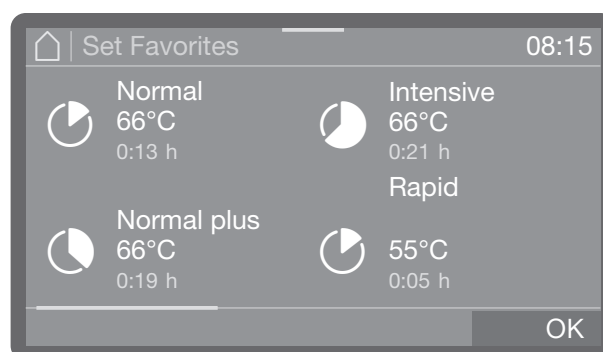 Set Favorites 08:15
Normal
66°C
0:13 h
Intensive
66°C
0:21 h
Normal plus
66°C
0:19 h
Rapid
55°C
0:05 h
OK